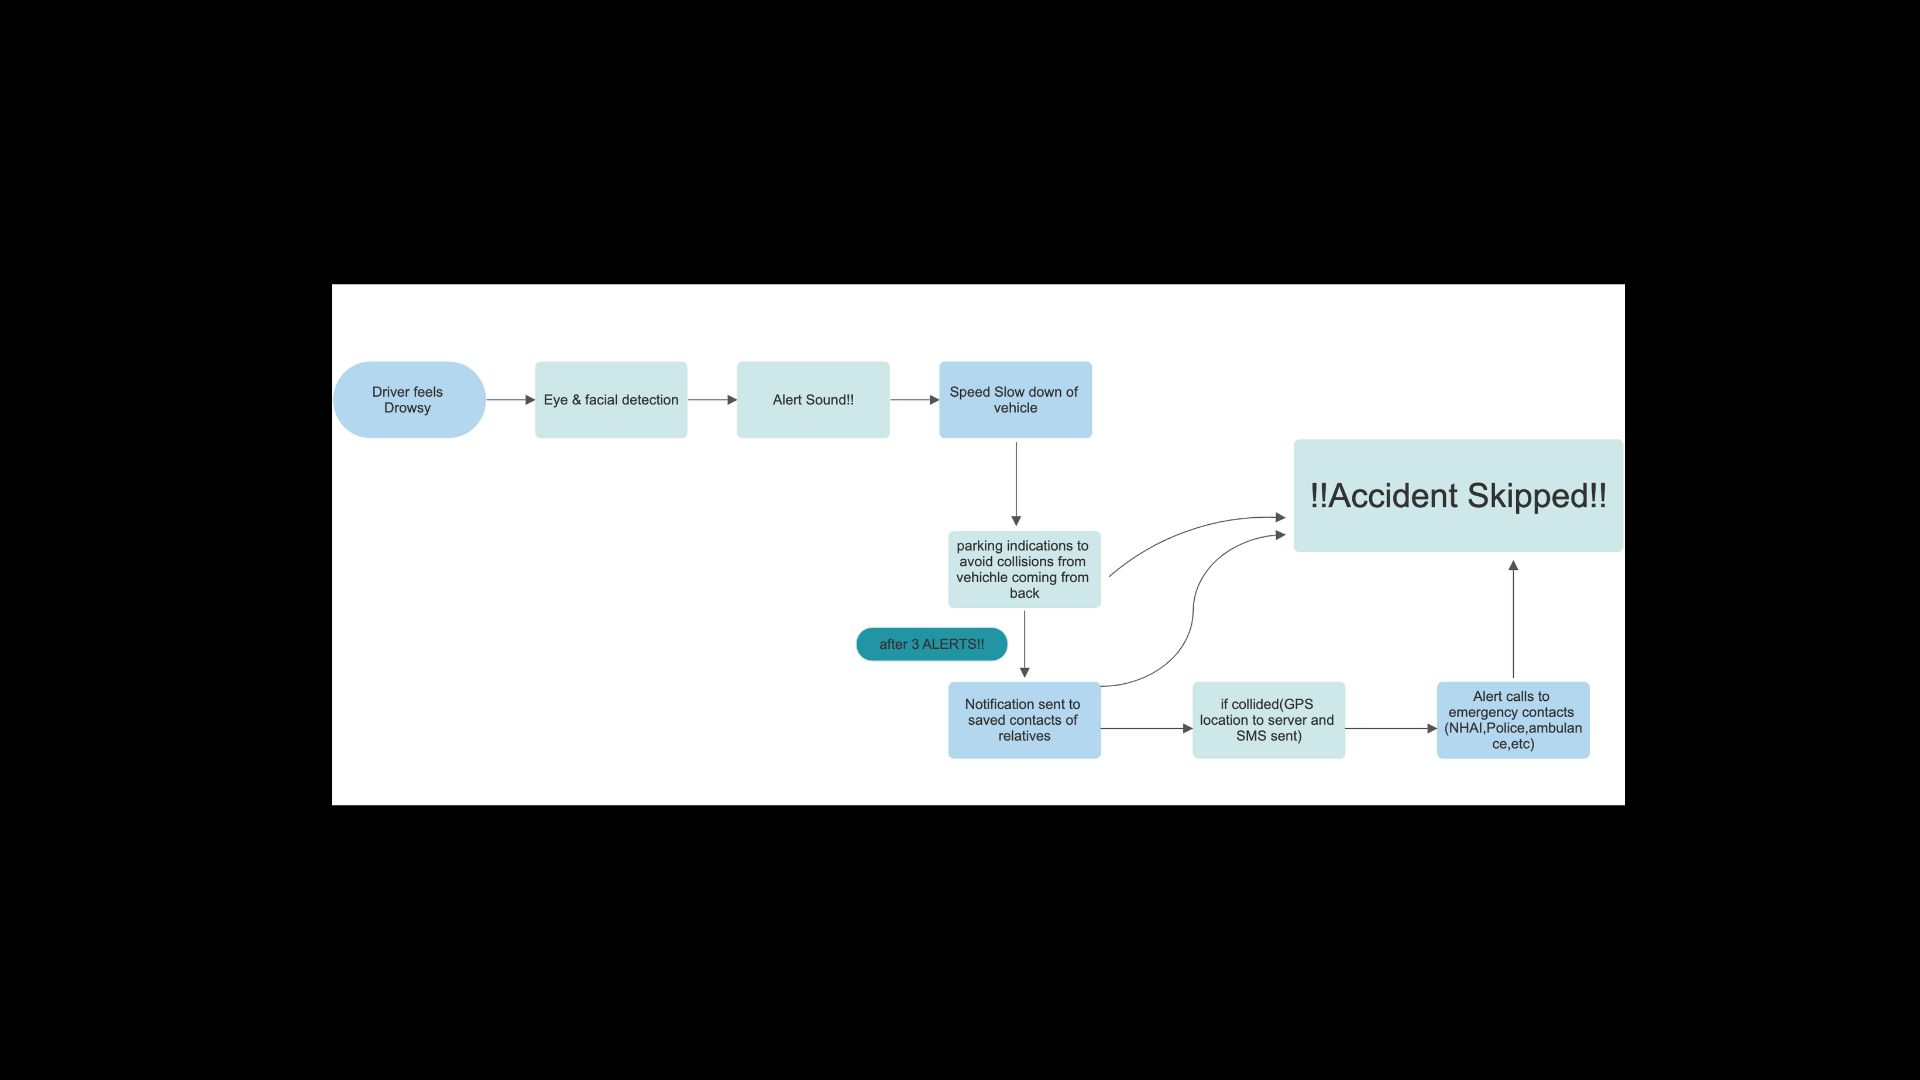 Driver feels
Drowsy
Eye & facial detection
Alert Sound!!
Speed Slow down of
vehicle
!!Accident Skipped!!
parking indications to
avoid collisions from
vehichle coming from
back
after 3 ALERTS!!
Notification sent to
saved contacts of
relatives
if collided(GPS
location to server and
SMS sent)
Alert calls to
emergency contacts
(NHAI,Police,ambulan
ce,etc)